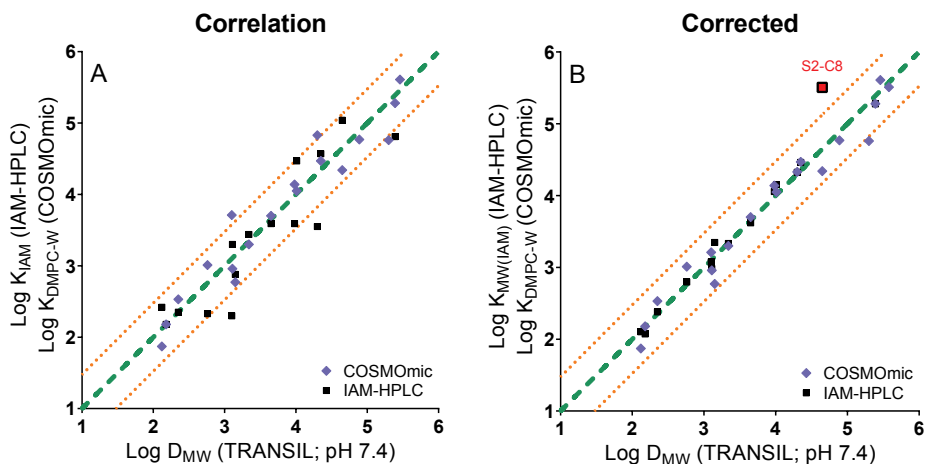 Correlation
A
Log K_IAM (IAM-HPLC)
Log K_DMPC-W (COSMOmic)
6
5
4
3
2
1
COSMOmic
IAM-HPLC
1 2 3 4 5 6
Log D_MW (TRANSIL; pH 7.4)
Corrected
B
S2-C8
Log K_MW(IAM) (IAM-HPLC)
Log K_DMPC-W (COSMOmic)
6
5
4
3
2
1
COSMOmic
IAM-HPLC
1 2 3 4 5 6
Log D_MW (TRANSIL; pH 7.4)